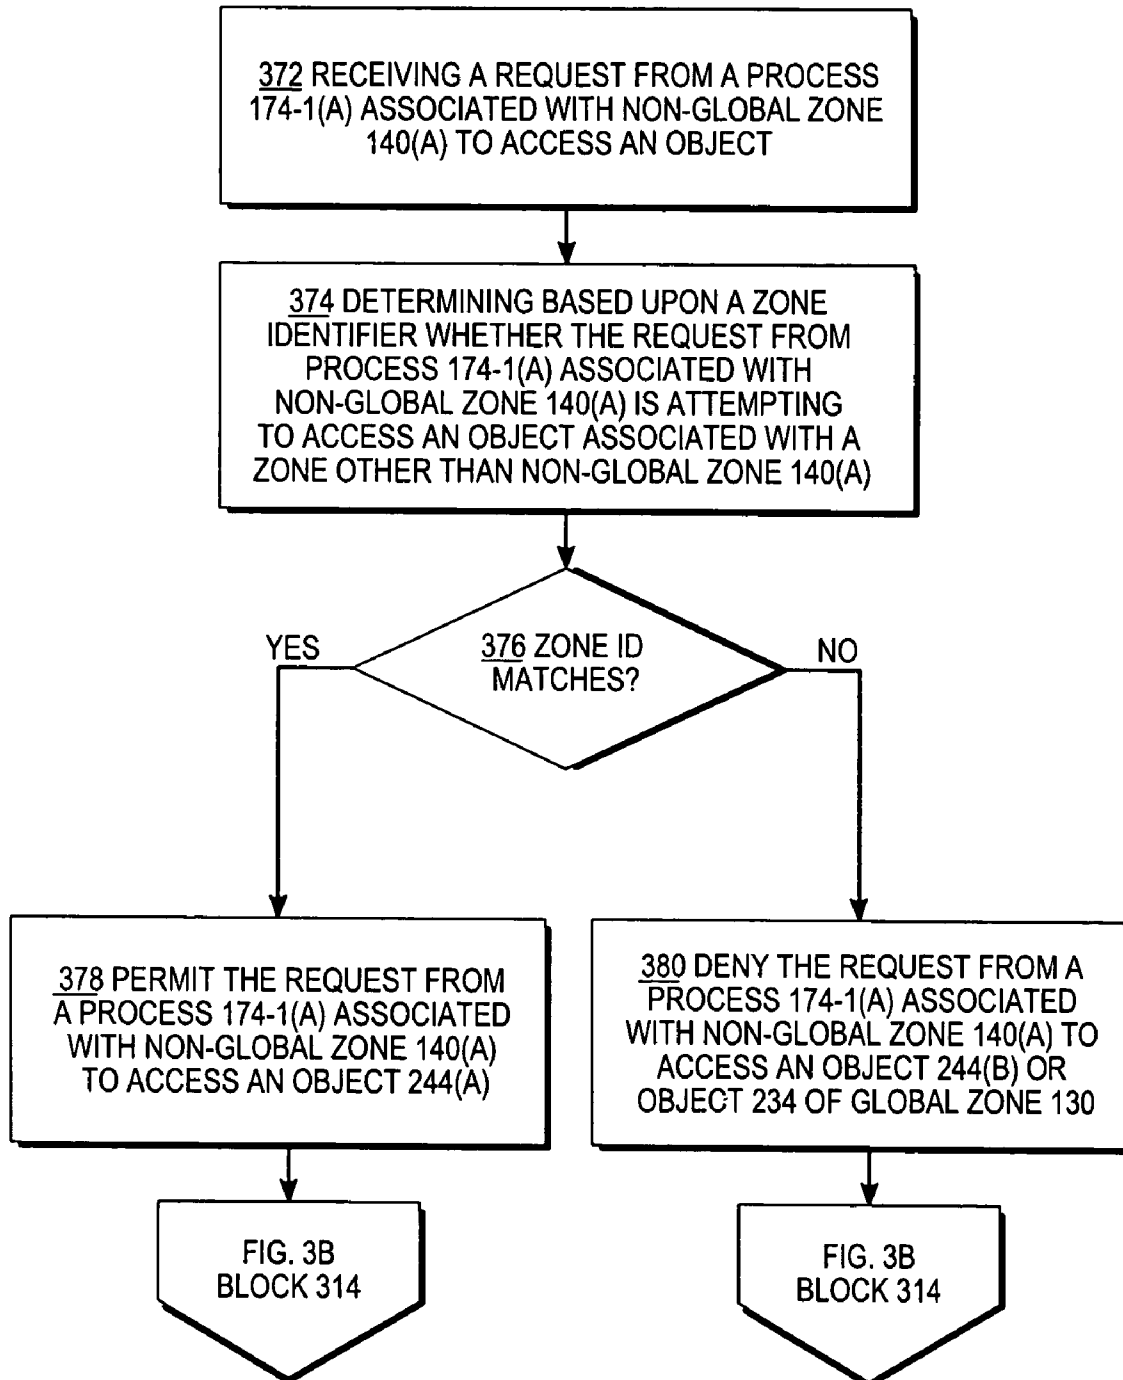 372 RECEIVING A REQUEST FROM A PROCESS
174-1(A) ASSOCIATED WITH NON-GLOBAL ZONE
140(A) TO ACCESS AN OBJECT
374 DETERMINING BASED UPON A ZONE
IDENTIFIER WHETHER THE REQUEST FROM
PROCESS 174-1(A) ASSOCIATED WITH
NON-GLOBAL ZONE 140(A) IS ATTEMPTING
TO ACCESS AN OBJECT ASSOCIATED WITH A
ZONE OTHER THAN NON-GLOBAL ZONE 140(A)
YES
376 ZONE ID
MATCHES?
NO
378 PERMIT THE REQUEST FROM
A PROCESS 174-1(A) ASSOCIATED
WITH NON-GLOBAL ZONE 140(A)
TO ACCESS AN OBJECT 244(A)
380 DENY THE REQUEST FROM A
PROCESS 174-1(A) ASSOCIATED
WITH NON-GLOBAL ZONE 140(A) TO
ACCESS AN OBJECT 244(B) OR
OBJECT 234 OF GLOBAL ZONE 130
FIG. 3B
BLOCK 314
FIG. 3B
BLOCK 314